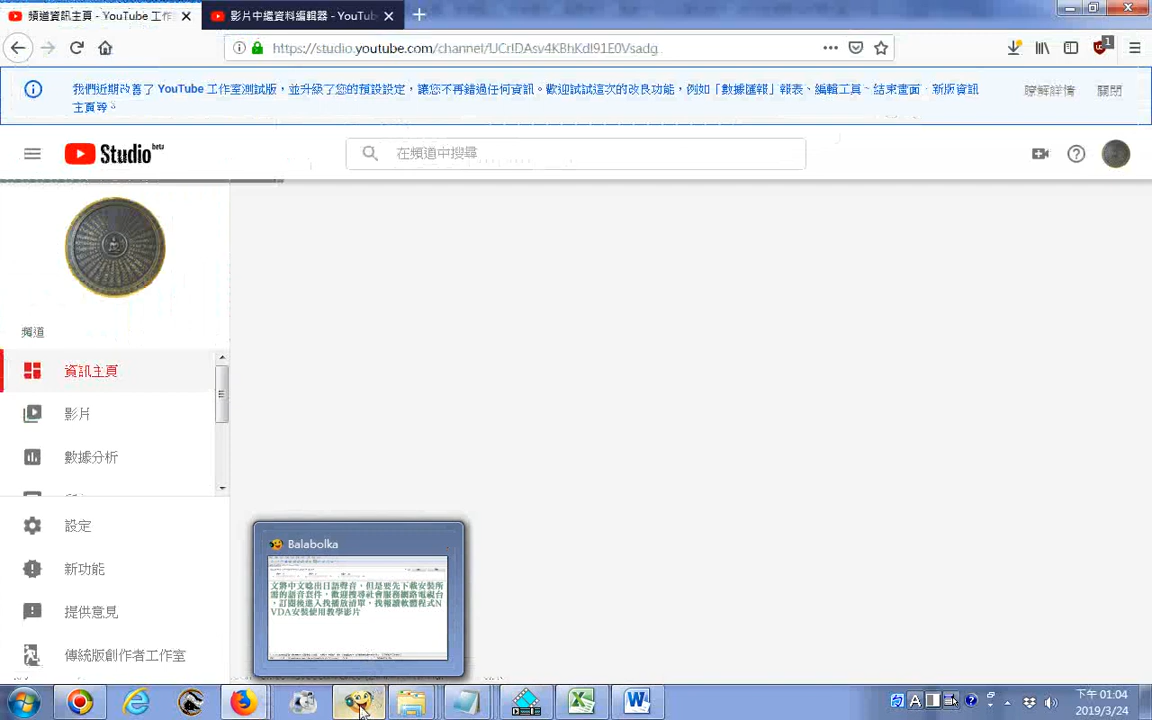 頻道資訊主頁 - YouTube 工作
影片中繼資料編輯器 - YouTub
https://studio.youtube.com/channel/UCrIDAsv4KBhKdI91E0Vsadg
1
我們近期改善了 YouTube 工作室測試版，並升級了您的預設設定，讓您不再錯過任何資訊。歡迎試試這次的改良功能，例如「數據匯報」報表、編輯工具、結束畫面、新版資訊
主頁等。
瞭解詳情
關閉
Studio beta
在頻道中搜尋
頻道
資訊主頁
影片
數據分析
設定
新功能
提供意見
傳統版創作者工作室
Balabolka
文將中文唸出日語聲音，但是要先下載安裝所
需的語音套件，歡迎搜尋社會服務網路電視台
，訂閱後進入找播放清單，找報讀軟體程式N
VDA安裝使用教學影片
下午 01:04
2019/3/24